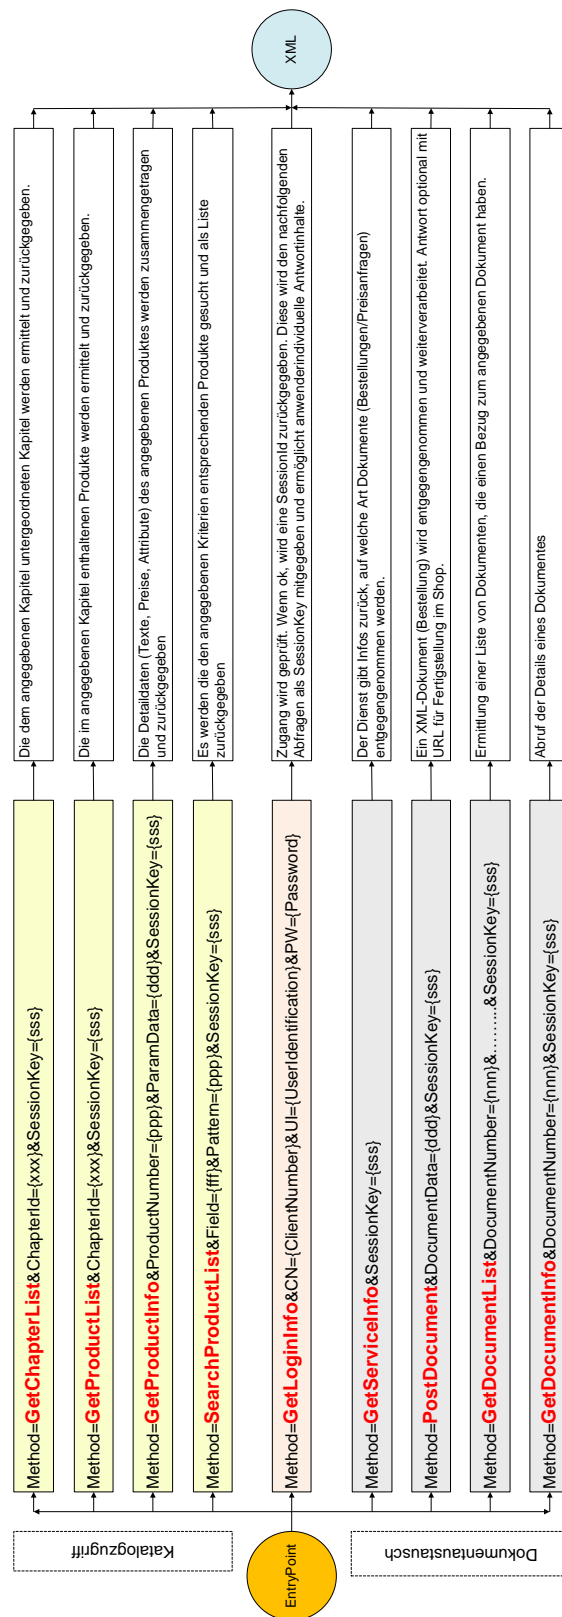 EntryPoint
Katalogzugriff
Method=GetChapterList&ChapterId={xxx}&SessionKey={sss}
Die dem angegebenen Kapitel untergeordneten Kapitel werden ermittelt und zurückgegeben.
Method=GetProductList&ChapterId={xxx}&SessionKey={sss}
Die im angegebenen Kapitel enthaltenen Produkte werden ermittelt und zurückgegeben.
Method=GetProductInfo&ProductNumber={ppp}&ParamData={ddd}&SessionKey={sss}
Die Detaildaten (Texte, Preise, Attribute) des angegebenen Produktes werden zusammengetragen
und zurückgegeben
Method=SearchProductList&Field={fff}&Pattern={ppp}&SessionKey={sss}
Es werden die den angegebenen Kriterien entsprechenden Produkte gesucht und als Liste
zurückgegeben
Method=GetLoginInfo&CN={ClientNumber}&UI={UserIdentification}&PW={Password}
Zugang wird geprüft. Wenn ok, wird eine SessionId zurückgegeben. Diese wird den nachfolgenden
Abfragen als SessionKey mitgegeben und ermöglicht anwenderindividuelle Antwortinhalte.
Dokumentaustausch
Method=GetServiceInfo&SessionKey={sss}
Der Dienst gibt Infos zurück, auf welche Art Dokumente (Bestellungen/Preisanfragen)
entgegengenommen werden.
Method=PostDocument&DocumentData={ddd}&SessionKey={sss}
Ein XML-Dokument (Bestellung) wird entgegengenommen und weiterverarbeitet. Antwort optional mit
URL für Fertigstellung im Shop.
Method=GetDocumentList&DocumentNumber={nnn}&………&SessionKey={sss}
Ermittlung einer Liste von Dokumenten, die einen Bezug zum angegebenen Dokument haben.
Method=GetDocumentInfo&DocumentNumber={nnn}&SessionKey={sss}
Abruf der Details eines Dokumentes
XML